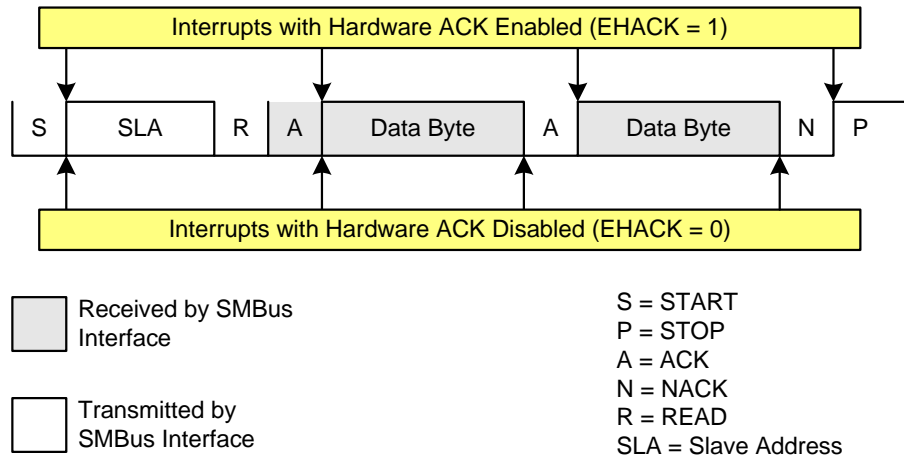 Interrupts with Hardware ACK Enabled (EHACK = 1)
S SLA R A Data Byte A Data Byte N P
Interrupts with Hardware ACK Disabled (EHACK = 0)
Received by SMBus
Interface
Transmitted by
SMBus Interface
S = START
P = STOP
A = ACK
N = NACK
R = READ
SLA = Slave Address